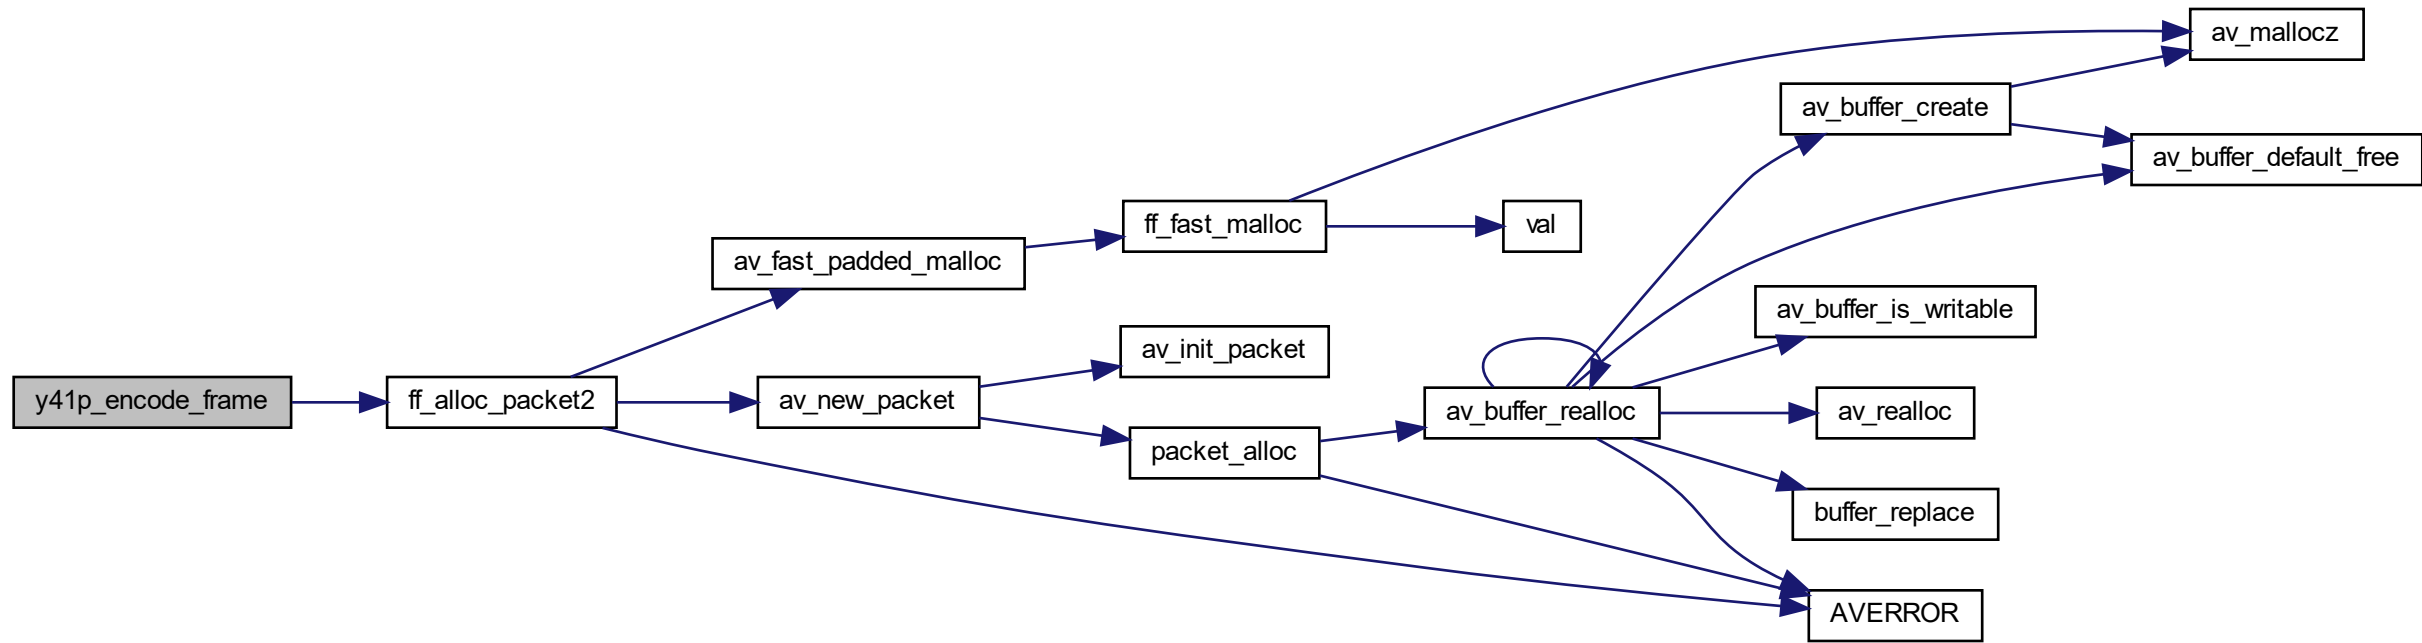 av_mallocz
av_buffer_create
av_buffer_default_free
ff_fast_malloc
val
av_fast_padded_malloc
av_buffer_is_writable
av_init_packet
y41p_encode_frame
ff_alloc_packet2
av_new_packet
av_buffer_realloc
av_realloc
packet_alloc
buffer_replace
AVERROR